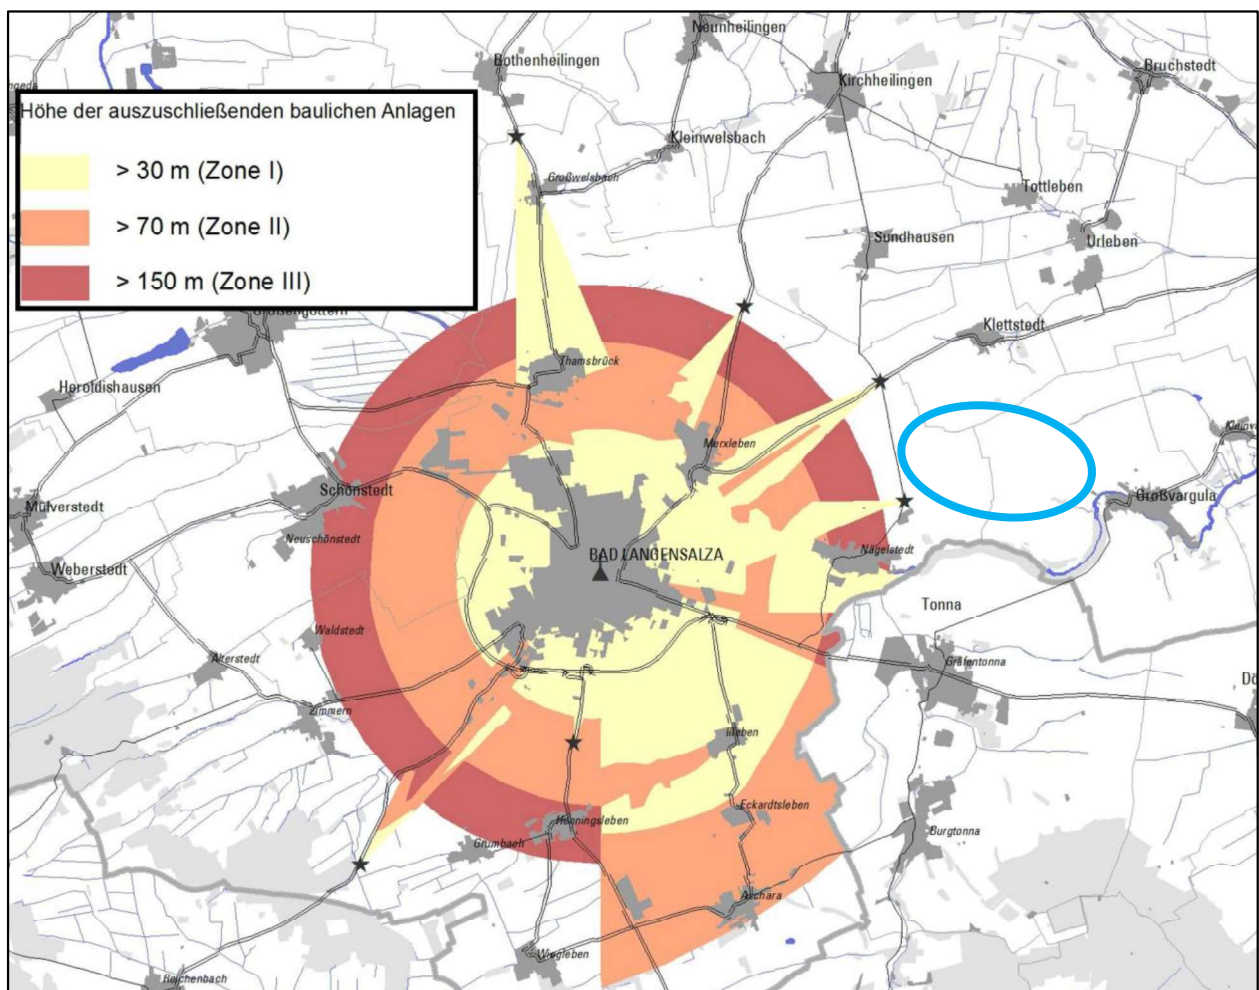 Neunheilingen
Bothenheilingen
Bruchstedt
Kirchheilingen
Höhe der auszuschließenden baulichen Anlagen
> 30 m (Zone I)
> 70 m (Zone II)
> 150 m (Zone III)
Kleinwelsbach
Großwelsbach
Tottleben
Sundhausen
Urleben
Klettstedt
Thamsbrück
Heroldishausen
Merxleben
Schönstedt
Großvargula
Mülverstedt
Neuschönstedt
BAD LANGENSALZA
Nägelstedt
Weberstedt
Tonna
Waldstedt
Alterstedt
Gräfentonna
Zimmern
Illeben
Eckardtsleben
Henningsleben
Burgtonna
Grumbach
Aschara
Wiegleben
Reichenbach